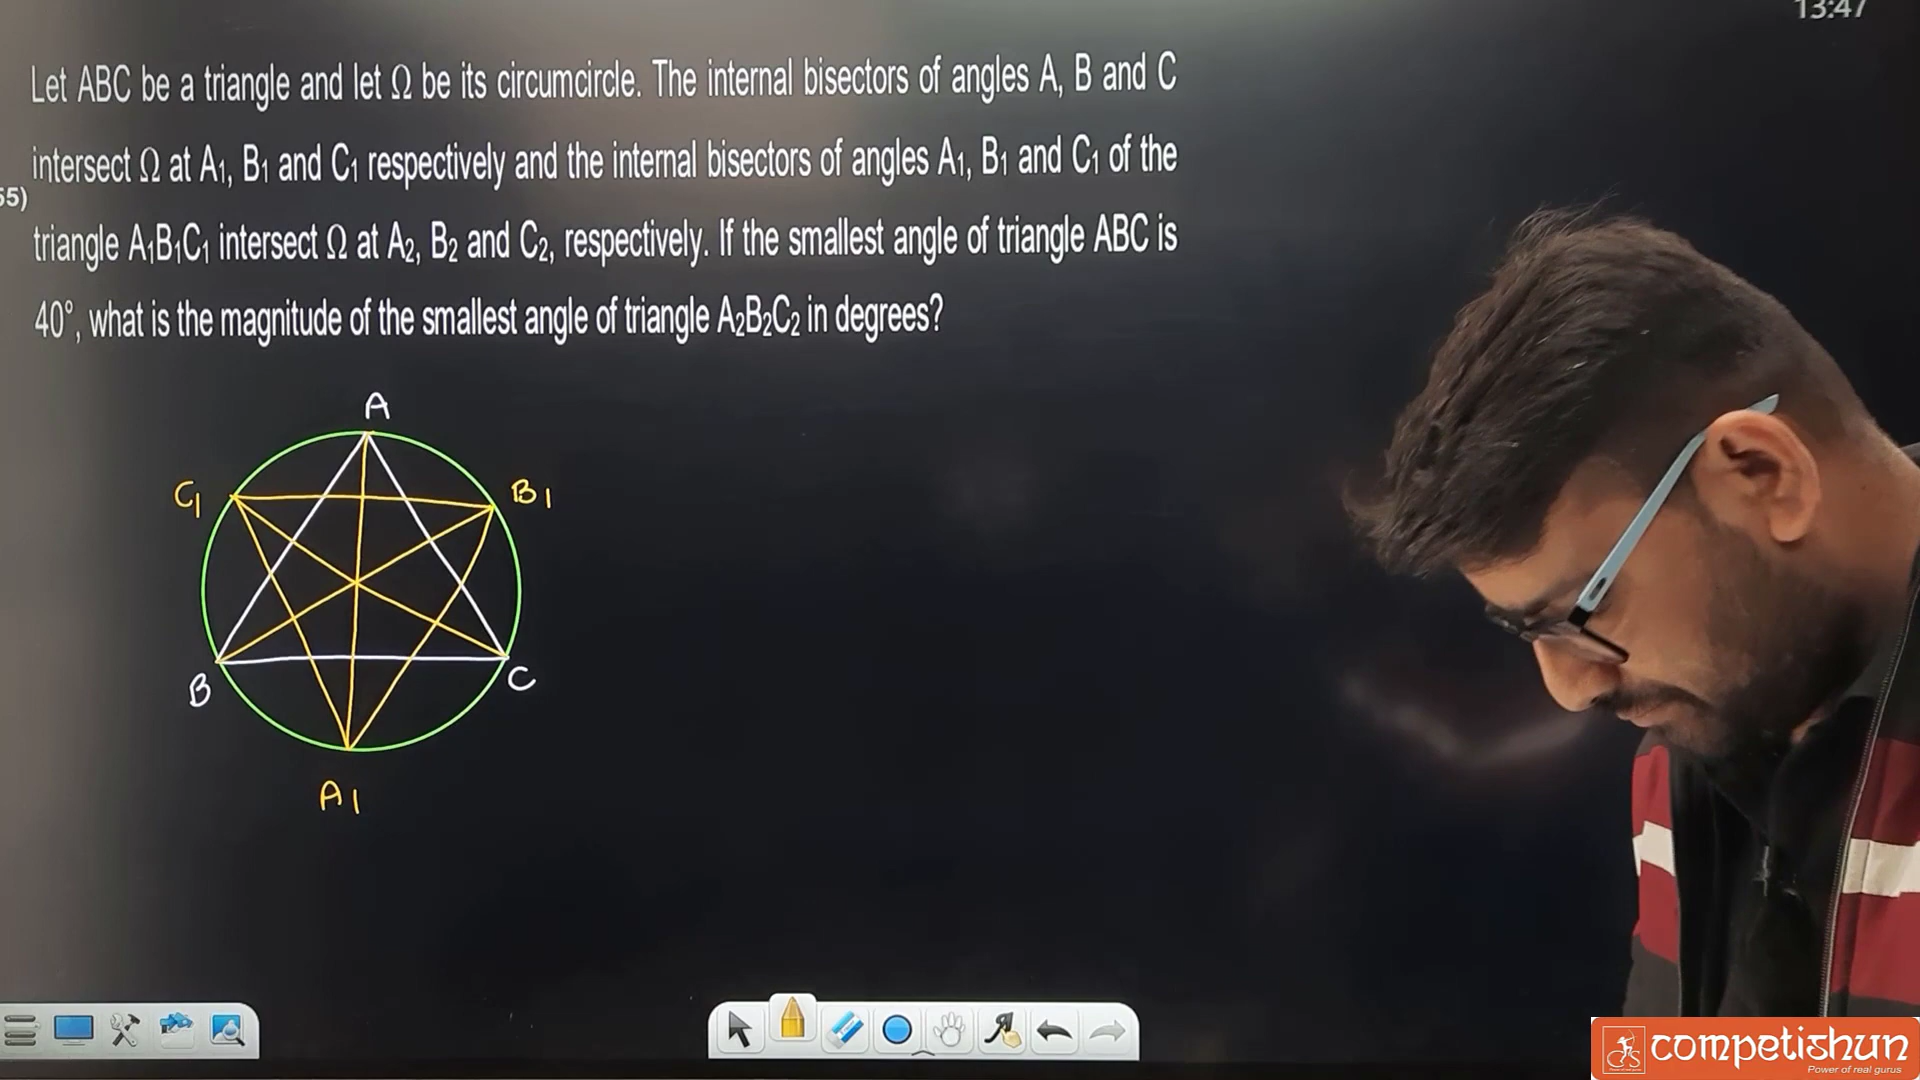 13:47
Let ABC be a triangle and let Ω be its circumcircle. The internal bisectors of angles A, B and C
intersect Ω at A₁, B₁ and C₁ respectively and the internal bisectors of angles A₁, B₁ and C₁ of the
55)
triangle A₁B₁C₁ intersect Ω at A₂, B₂ and C₂, respectively. If the smallest angle of triangle ABC is
40°, what is the magnitude of the smallest angle of triangle A₂B₂C₂ in degrees?
A
C₁
B₁
B
C
A₁
competishun
Power of real gurus